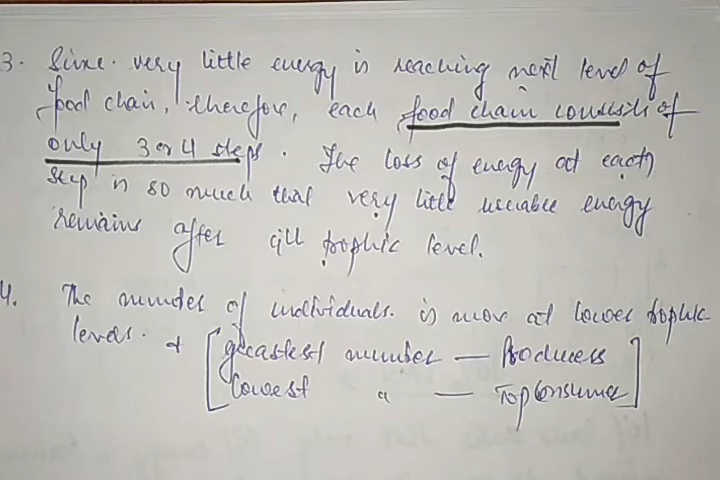 3. Since very little energy is reaching next level of
food chain, therefore, each food chain consists of
only 3 or 4 steps. The loss of energy at each
step is so much that very little useable energy
remains after trophic level.
4. The number of individuals is more at lower trophic
levels. + [greastest number — Producers
lowest " — Top Consumer]